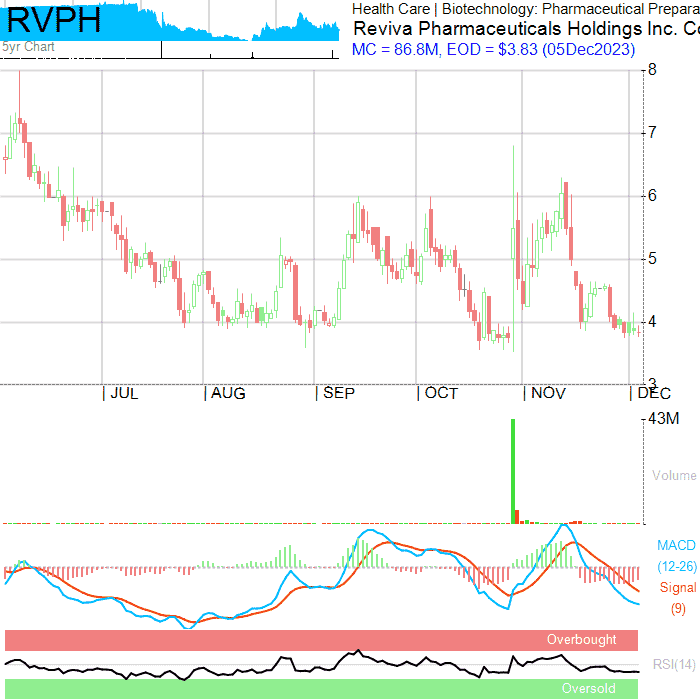 RVPH
Health Care | Biotechnology: Pharmaceutical Prepara
Reviva Pharmaceuticals Holdings Inc. Co
MC = 86.8M, EOD = $3.83 (05Dec2023)
5yr Chart
8
7
6
5
4
3
JUL AUG SEP OCT NOV DEC
43M
Volume
MACD
(12-26)
Signal
(9)
Overbought
RSI(14)
Oversold